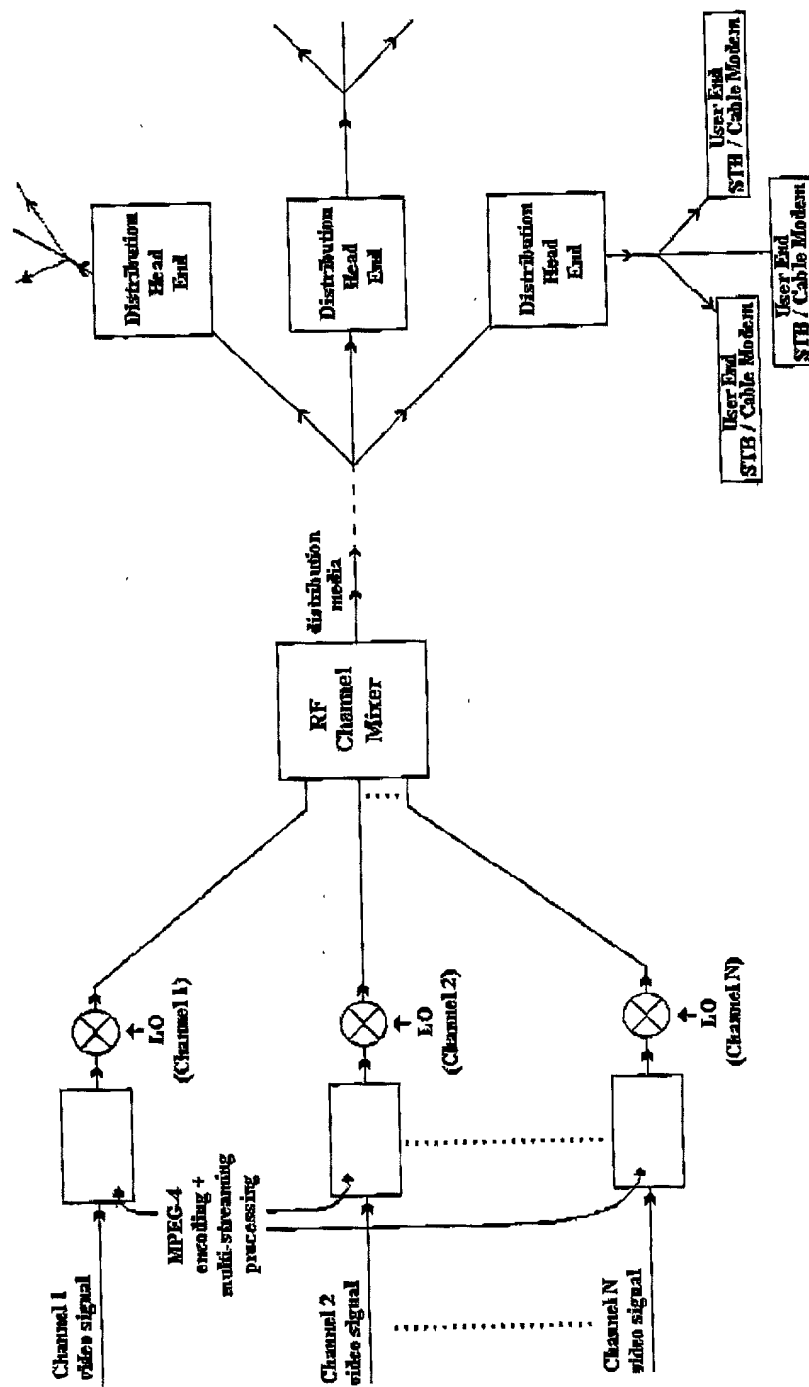 Channel 1
video signal
Channel 2
video signal
Channel N
video signal
MPEG-4
encoding +
multi-streaming
processing
LO
(Channel 1)
LO
(Channel 2)
LO
(Channel N)
RF
Channel
Mixer
distribution
media
Distribution
Head
End
Distribution
Head
End
Distribution
Head
End
User End
STB / Cable Modem
User End
STB / Cable Modem
User End
STB / Cable Modem